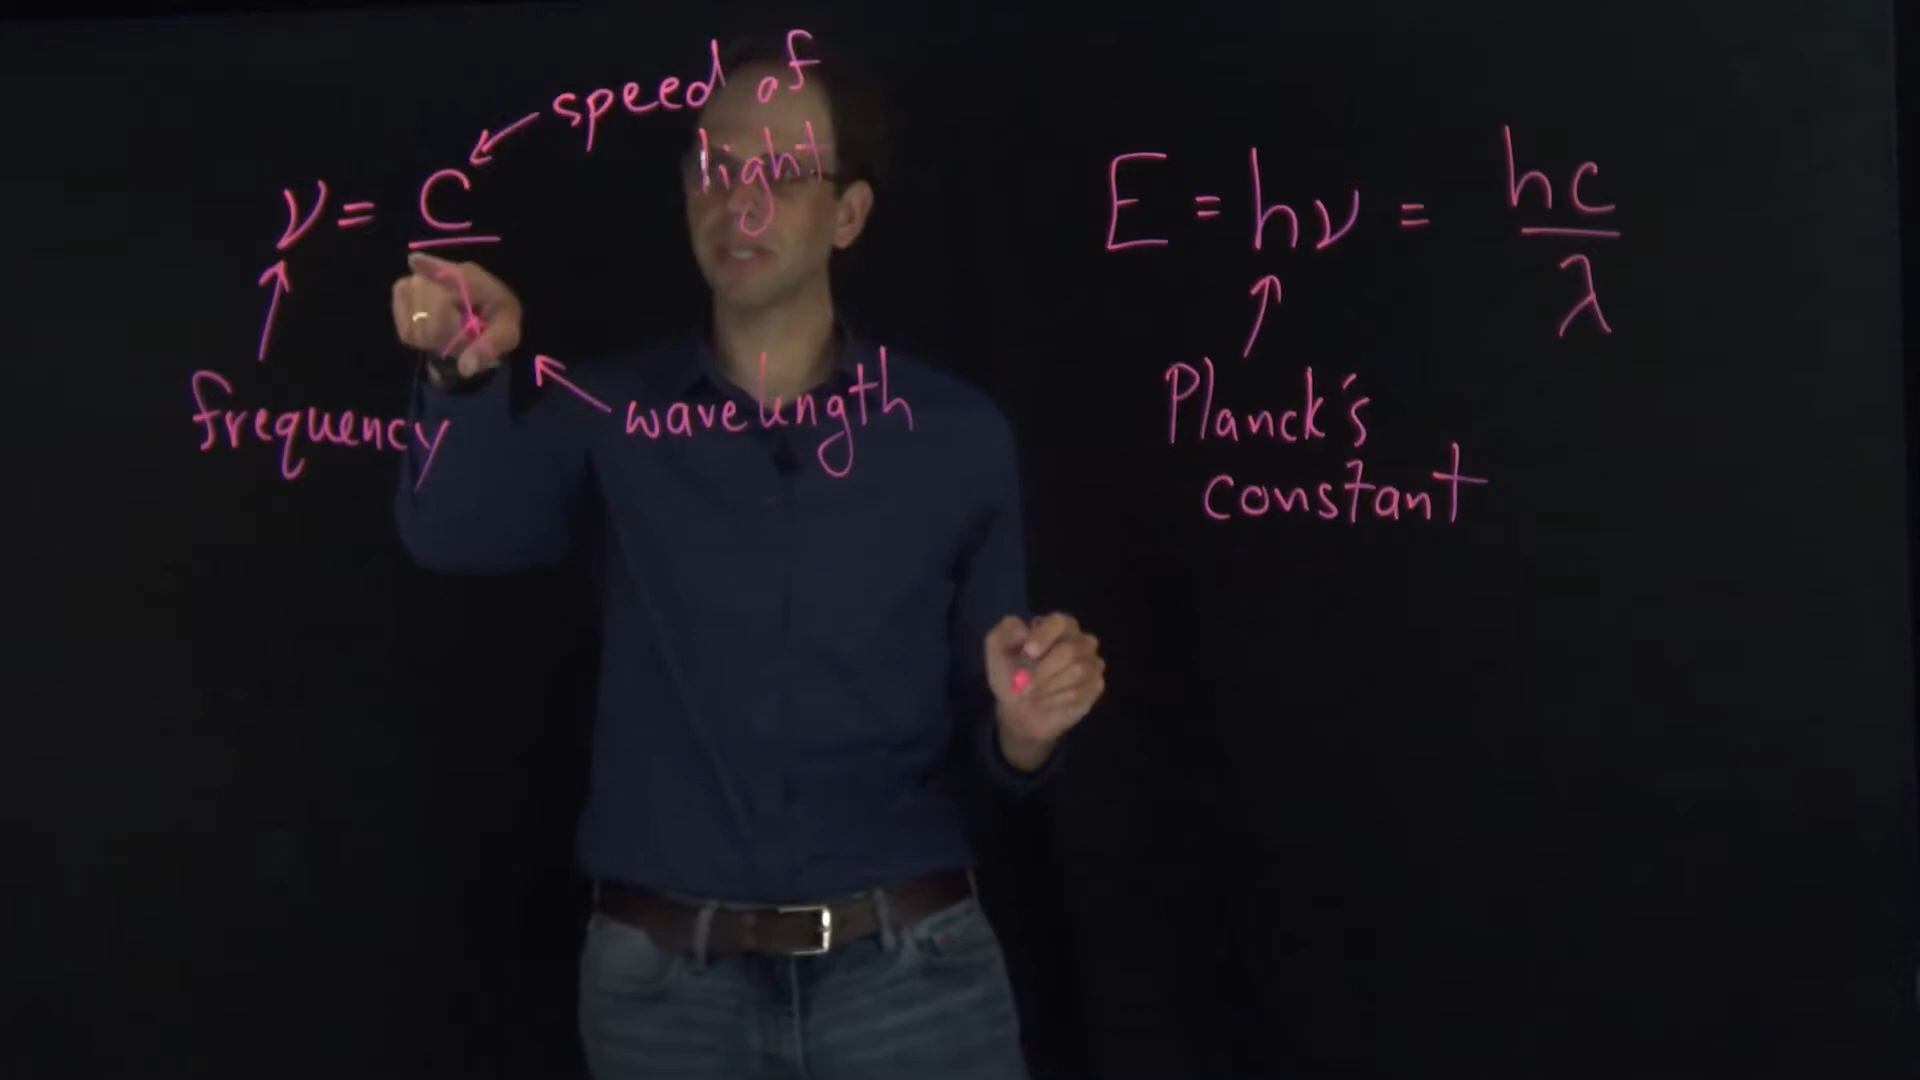 speed of
light
ν = c
λ
frequency
wavelength
E = hν = hc
λ
Planck's
constant